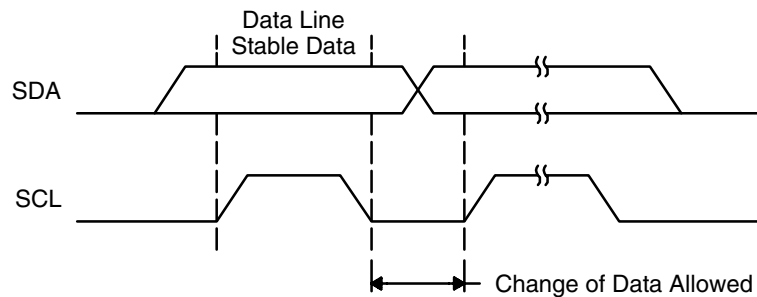 Data Line
Stable Data
SDA
SCL
Change of Data Allowed